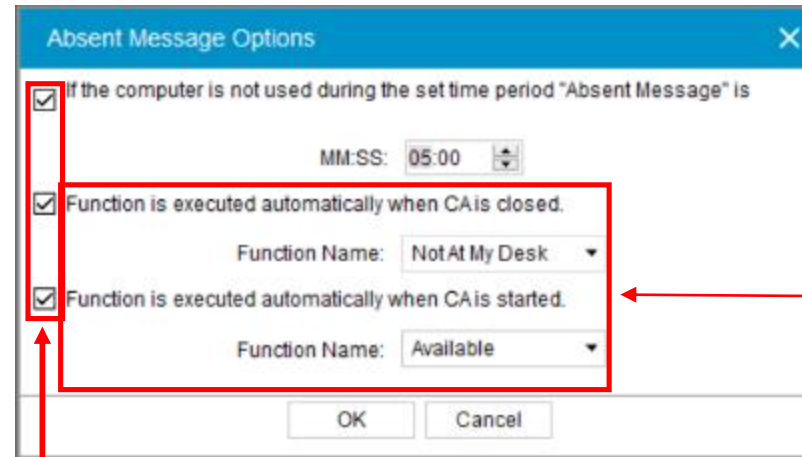 Absent Message Options
If the computer is not used during the set time period "Absent Message" is
MM:SS: 05:00
Function is executed automatically when CA is closed.
Function Name: Not At My Desk
Function is executed automatically when CA is started.
Function Name: Available
OK Cancel